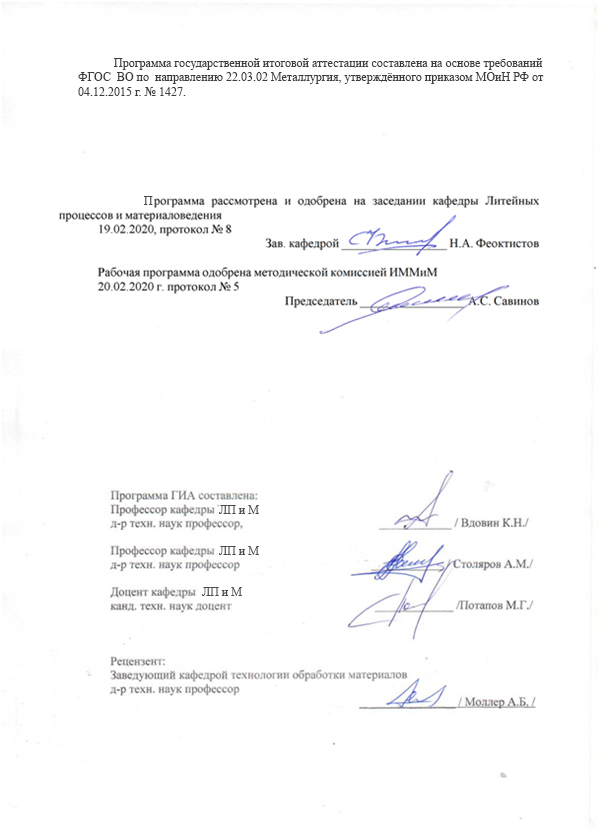 Программа государственной итоговой аттестации составлена на основе требований
ФГОС ВО по направлению 22.03.02 Металлургия, утверждённого приказом МОиН РФ от
04.12.2015 г. № 1427.
Программа рассмотрена и одобрена на заседании кафедры Литейных
процессов и материаловедения
19.02.2020, протокол № 8
Зав. кафедрой Н.А. Феоктистов
Рабочая программа одобрена методической комиссией ИММиМ
20.02.2020 г. протокол № 5
Председатель А.С. Савинов
Программа ГИА составлена:
Профессор кафедры ЛП и М
д-р техн. наук профессор, / Вдовин К.Н./
Профессор кафедры ЛП и М
д-р техн. наук профессор / Столяров А.М./
Доцент кафедры ЛП и М
канд. техн. наук доцент /Потапов М.Г./
Рецензент:
Заведующий кафедрой технологии обработки материалов
д-р техн. наук профессор
/ Моллер А.Б. /